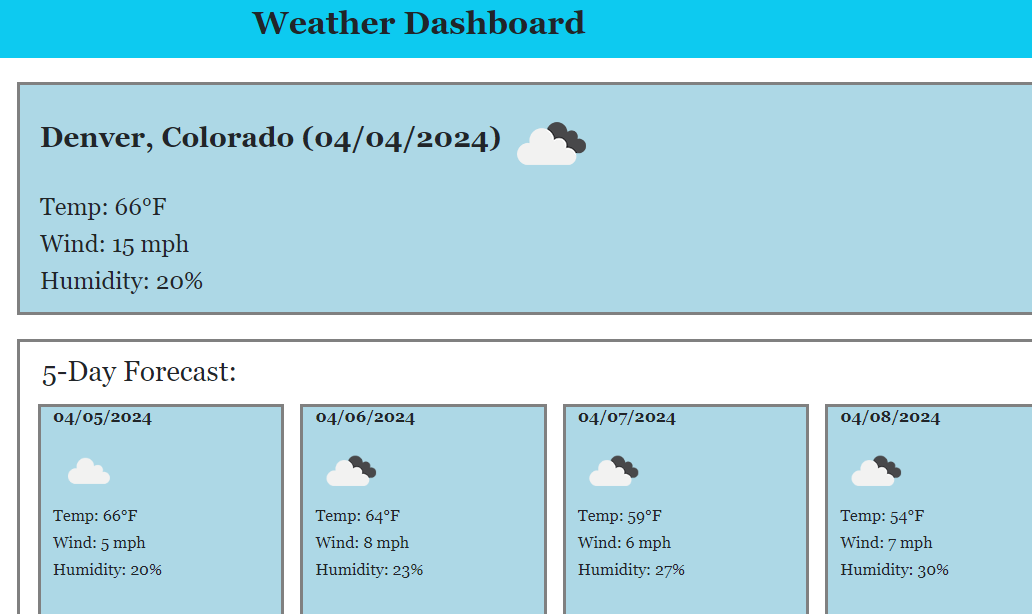 Weather Dashboard
Denver, Colorado (04/04/2024)
Temp: 66°F
Wind: 15 mph
Humidity: 20%
5-Day Forecast:
04/05/2024
Temp: 66°F
Wind: 5 mph
Humidity: 20%
04/06/2024
Temp: 64°F
Wind: 8 mph
Humidity: 23%
04/07/2024
Temp: 59°F
Wind: 6 mph
Humidity: 27%
04/08/2024
Temp: 54°F
Wind: 7 mph
Humidity: 30%